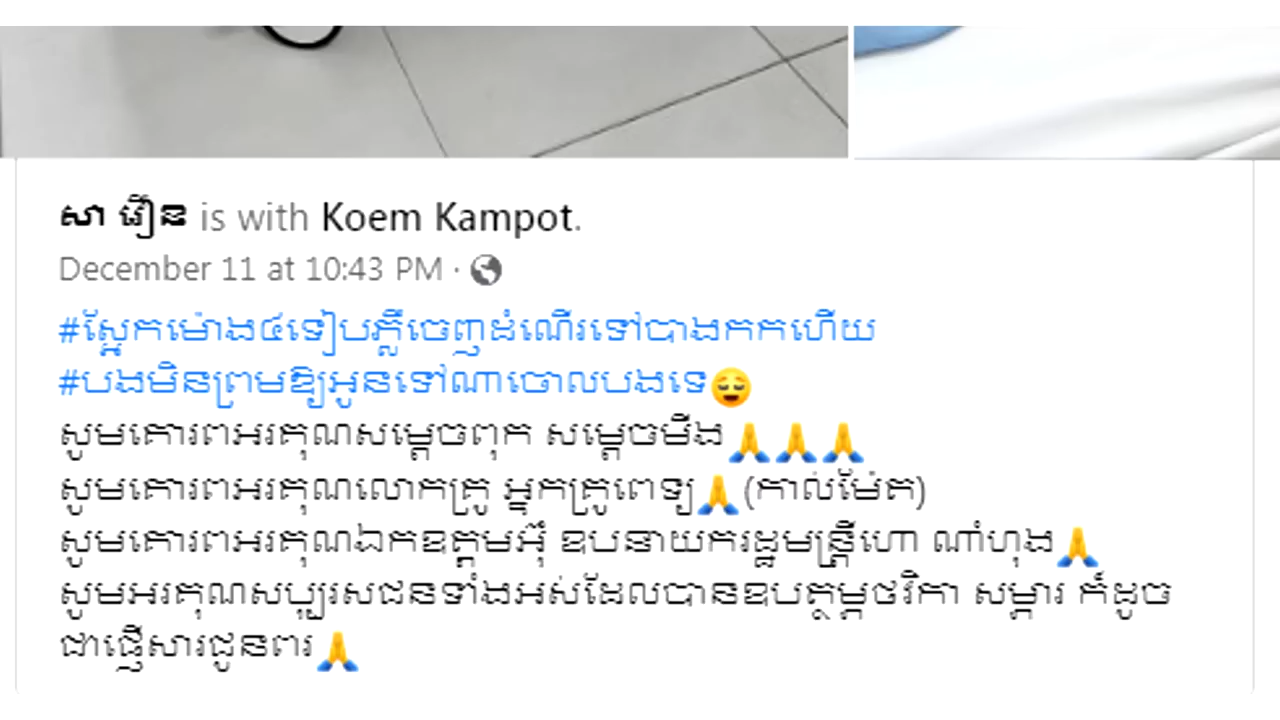 សា រឿន is with Koem Kampot.
December 11 at 10:43 PM ·
#ស្អែកម៉ោង៤ទៀបភ្លឺចេញដំណើរទៅបាងកកហើយ
#បងមិនព្រមឱ្យអូនទៅណាចោលបងទេ😌
សូមគោរពអរគុណសម្ដេចពុក សម្ដេចមីង🙏🙏🙏
សូមគោរពអរគុណលោកគ្រូ អ្នកគ្រូពេទ្យ🙏(កាល់ម៉ែត)
សូមគោរពអរគុណឯកឧត្តមអ៊ុំ ឧបនាយករដ្ឋមន្ត្រីហោ ណាំហុង🙏
សូមអរគុណសប្បុរសជនទាំងអស់ដែលបានឧបត្ថម្ភថវិកា សម្ភារ ក៏ដូច
ជាផ្ញើសារជូនពរ🙏